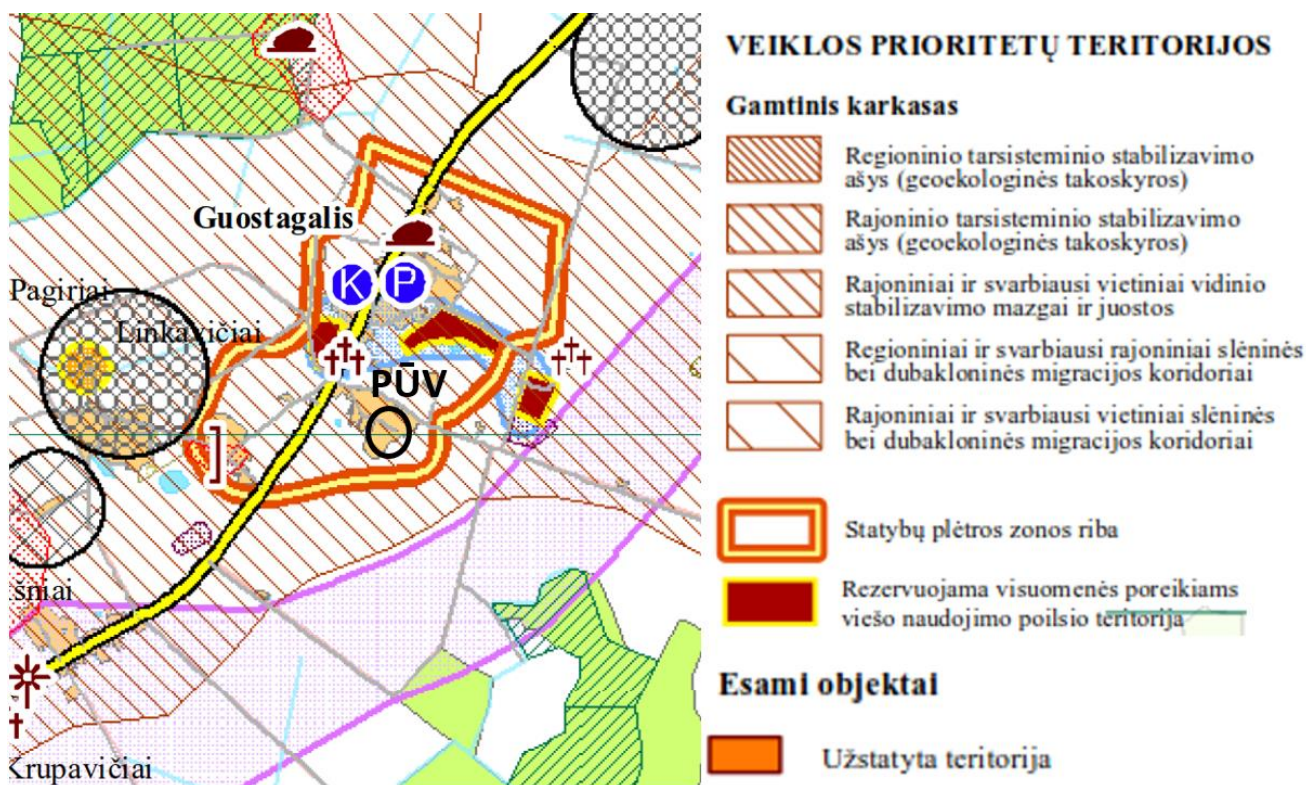 Guostagalis
K P
Pagiriai
Linkavičiai
PŪV
šniai
Krupavičiai
VEIKLOS PRIORITETŲ TERITORIJOS
Gamtinis karkasas
Regioninio tarsisteminio stabilizavimo
ašys (geoekologinės takoskyros)
Rajoninio tarsisteminio stabilizavimo
ašys (geoekologinės takoskyros)
Rajoniniai ir svarbiausi vietiniai vidinio
stabilizavimo mazgai ir juostos
Regioniniai ir svarbiausi rajoniniai slėninės
bei dubakloninės migracijos koridoriai
Rajoniniai ir svarbiausi vietiniai slėninės
bei dubakloninės migracijos koridoriai
Statybų plėtros zonos riba
Rezervuojama visuomenės poreikiams
viešo naudojimo poilsio teritorija
Esami objektai
Užstatyta teritorija